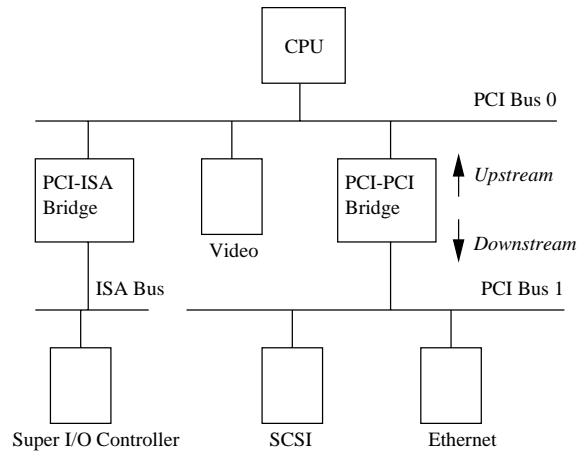 CPU
PCI Bus 0
PCI-ISA
Bridge
PCI-PCI
Bridge
Upstream
Video
Downstream
ISA Bus
PCI Bus 1
Super I/O Controller
SCSI
Ethernet